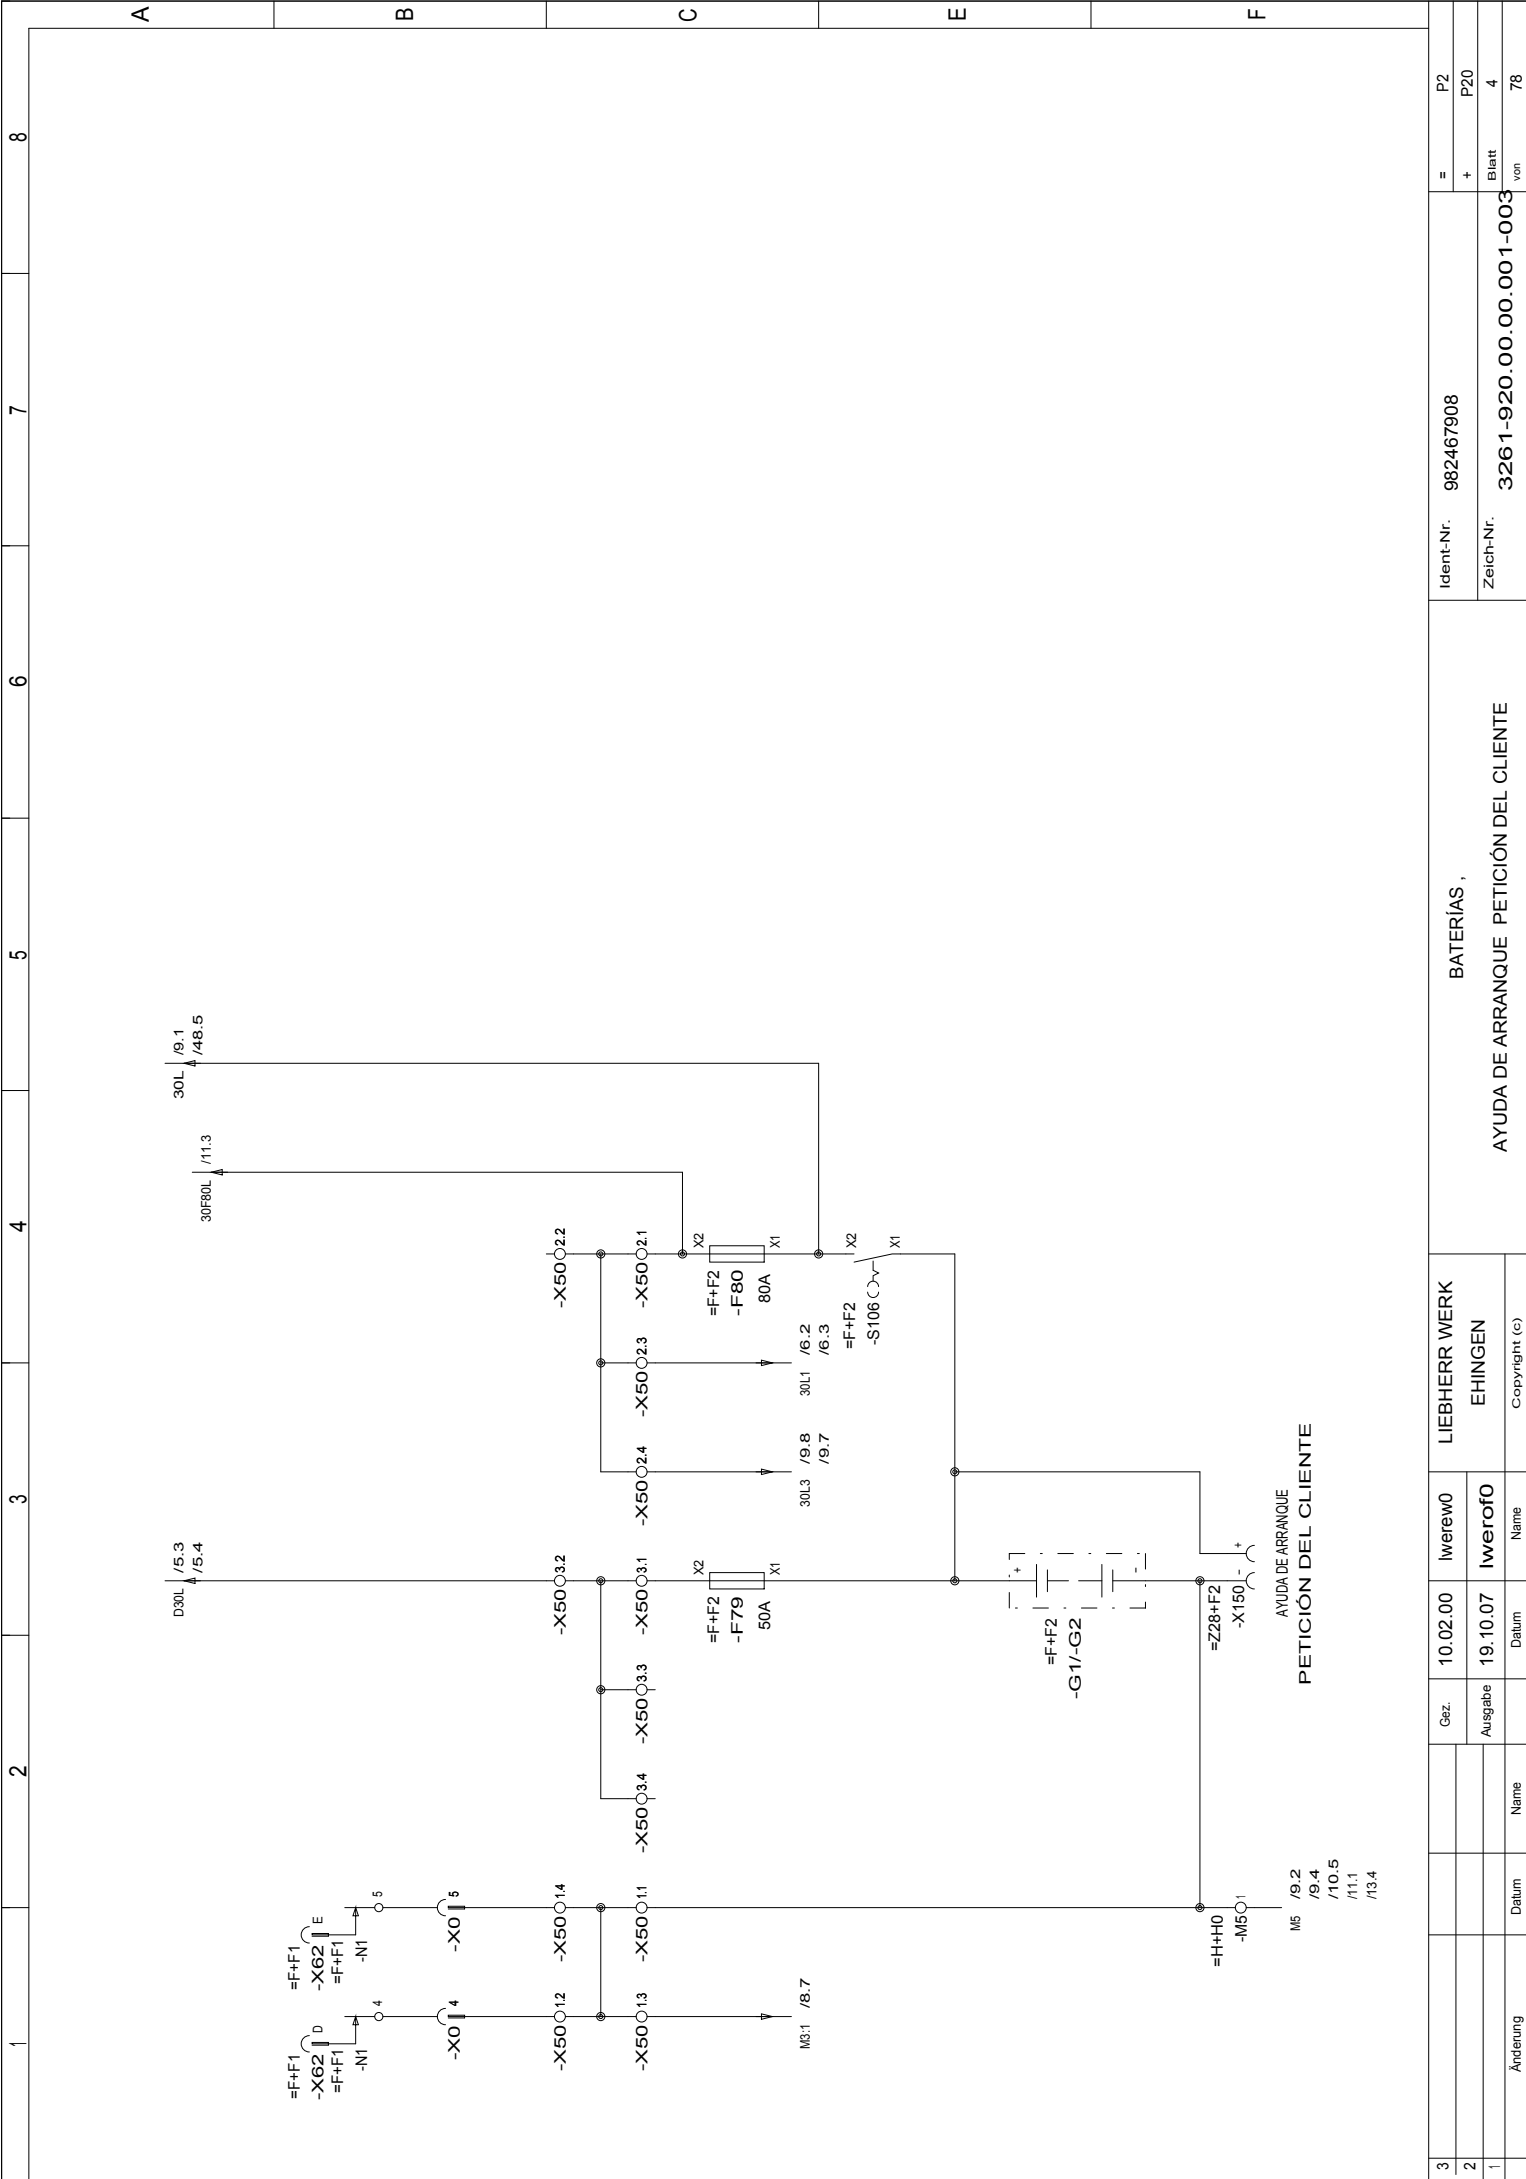 1 2 3 4 5 6 7 8
A
B
C
E
F
=F+F1
-X62 D
=F+F1
-N1
4
-X0 4
-X50 1.2
-X50 1.3
M3:1 /8.7
=F+F1
-X62 E
=F+F1
-N1
5
-X0 5
-X50 1.4
-X50 1.1
=H+H0
-M5 1
M5 /9.2
/9.4
/10.5
/11.1
/13.4
-X50 3.4
-X50 3.3
D30L /5.3
/5.4
-X50 3.2
-X50 3.1
=F+F2
-F79
50A
X2
X1
=F+F2
-G1/-G2
+
-
=Z28+F2
-X150
- +
AYUDA DE ARRANQUE
PETICIÓN DEL CLIENTE
-X50 2.4
30L3 /9.8
/9.7
-X50 2.3
30L1 /6.2
/6.3
-X50 2.2
-X50 2.1
=F+F2
-F80
80A
X2
X1
=F+F2
-S106
X2
X1
30F80L /11.3
30L /9.1
/48.5
3
2
1
Änderung Datum Name
Gez. 10.02.00 lwerew0
Ausgabe 19.10.07 lwerof0
Datum Name
LIEBHERR WERK
EHINGEN
Copyright (c)
BATERÍAS ,
AYUDA DE ARRANQUE PETICIÓN DEL CLIENTE
Ident-Nr. 982467908
Zeich-Nr. 3261-920.00.00.001-003
= P2
+ P20
Blatt 4
von 78